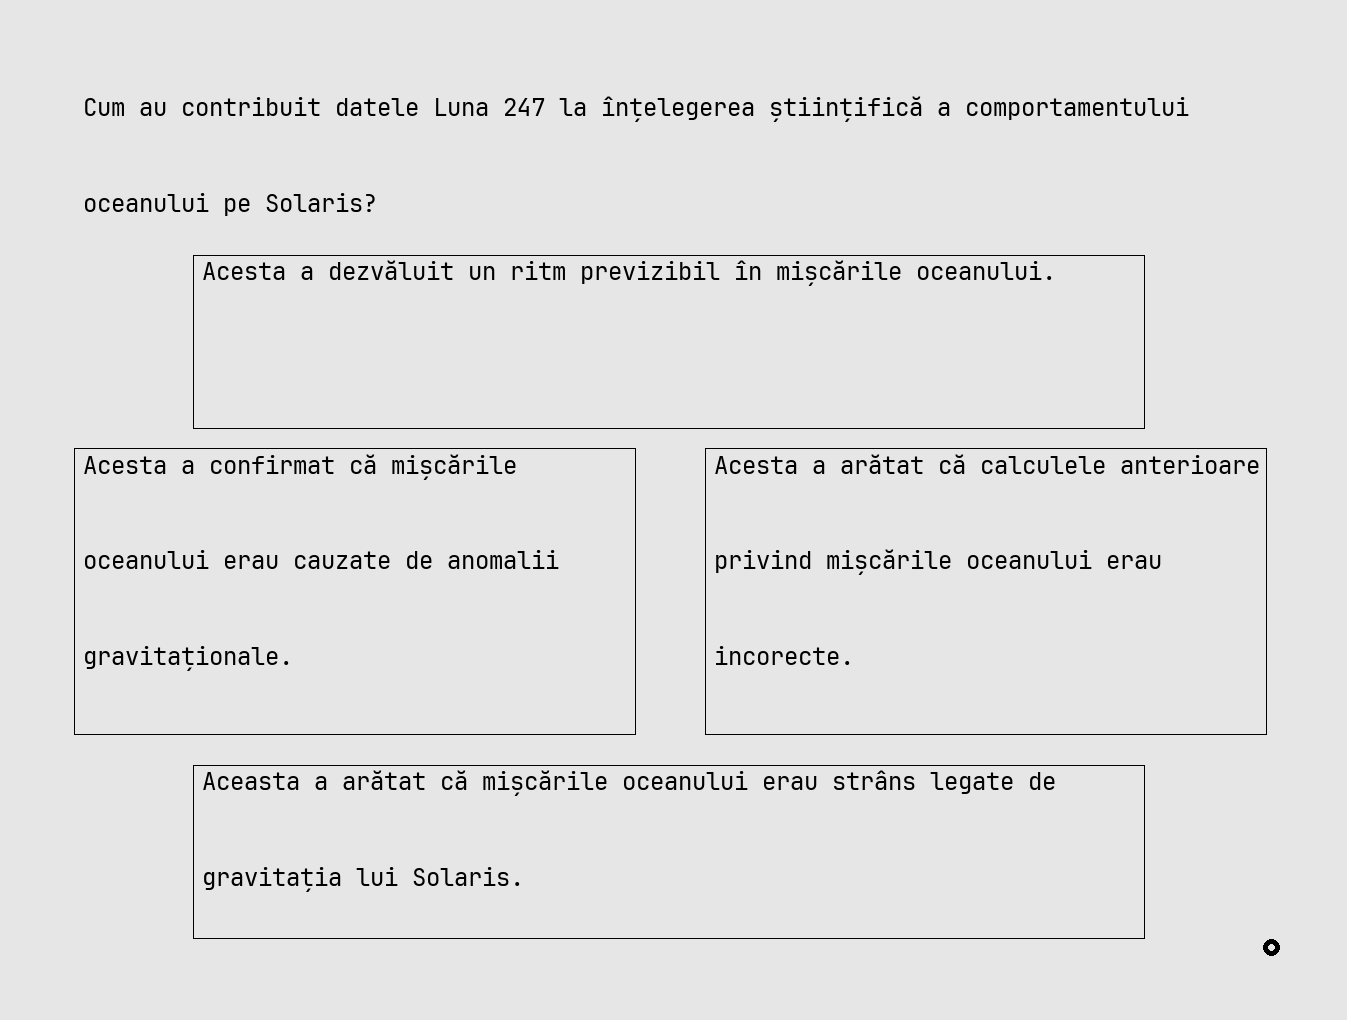 Cum au contribuit datele Luna 247 la înțelegerea științifică a comportamentului
oceanului pe Solaris?
Acesta a dezvăluit un ritm previzibil în mișcările oceanului.
Acesta a confirmat că mișcările
oceanului erau cauzate de anomalii
gravitaționale.
Acesta a arătat că calculele anterioare
privind mișcările oceanului erau
incorecte.
Aceasta a arătat că mișcările oceanului erau strâns legate de
gravitația lui Solaris.